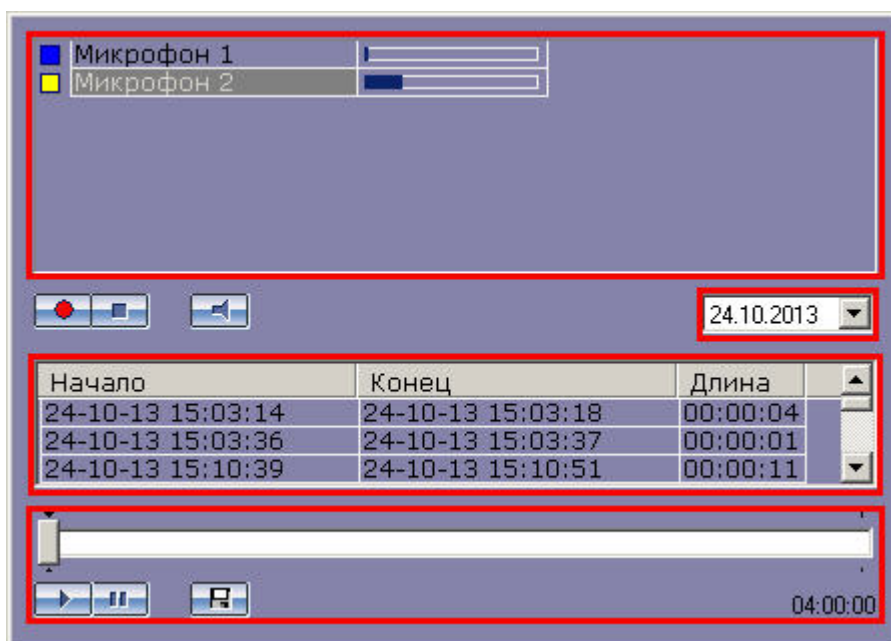 Микрофон 1
Микрофон 2
24.10.2013
Начало Конец Длина
24-10-13 15:03:14 24-10-13 15:03:18 00:00:04
24-10-13 15:03:36 24-10-13 15:03:37 00:00:01
24-10-13 15:10:39 24-10-13 15:10:51 00:00:11
04:00:00